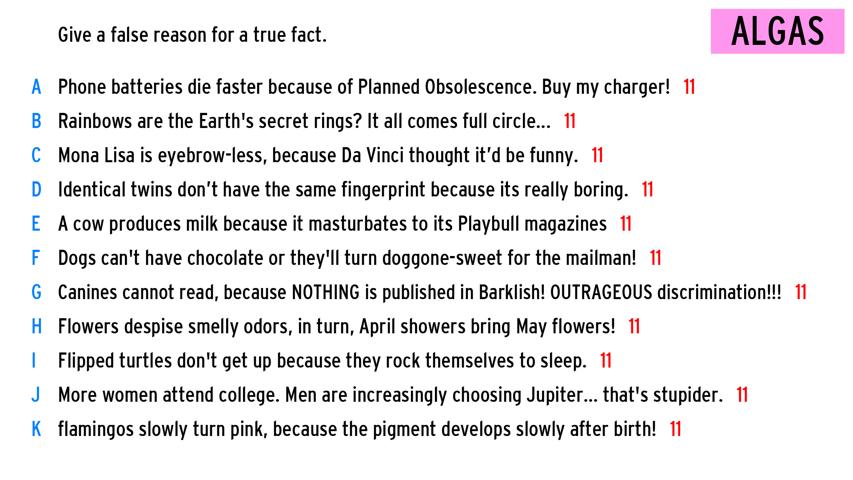 Give a false reason for a true fact.
ALGAS
A Phone batteries die faster because of Planned Obsolescence. Buy my charger! 11
B Rainbows are the Earth's secret rings? It all comes full circle... 11
C Mona Lisa is eyebrow-less, because Da Vinci thought it’d be funny. 11
D Identical twins don’t have the same fingerprint because its really boring. 11
E A cow produces milk because it masturbates to its Playbull magazines 11
F Dogs can't have chocolate or they'll turn doggone-sweet for the mailman! 11
G Canines cannot read, because NOTHING is published in Barklish! OUTRAGEOUS discrimination!!! 11
H Flowers despise smelly odors, in turn, April showers bring May flowers! 11
I Flipped turtles don't get up because they rock themselves to sleep. 11
J More women attend college. Men are increasingly choosing Jupiter... that's stupider. 11
K flamingos slowly turn pink, because the pigment develops slowly after birth! 11